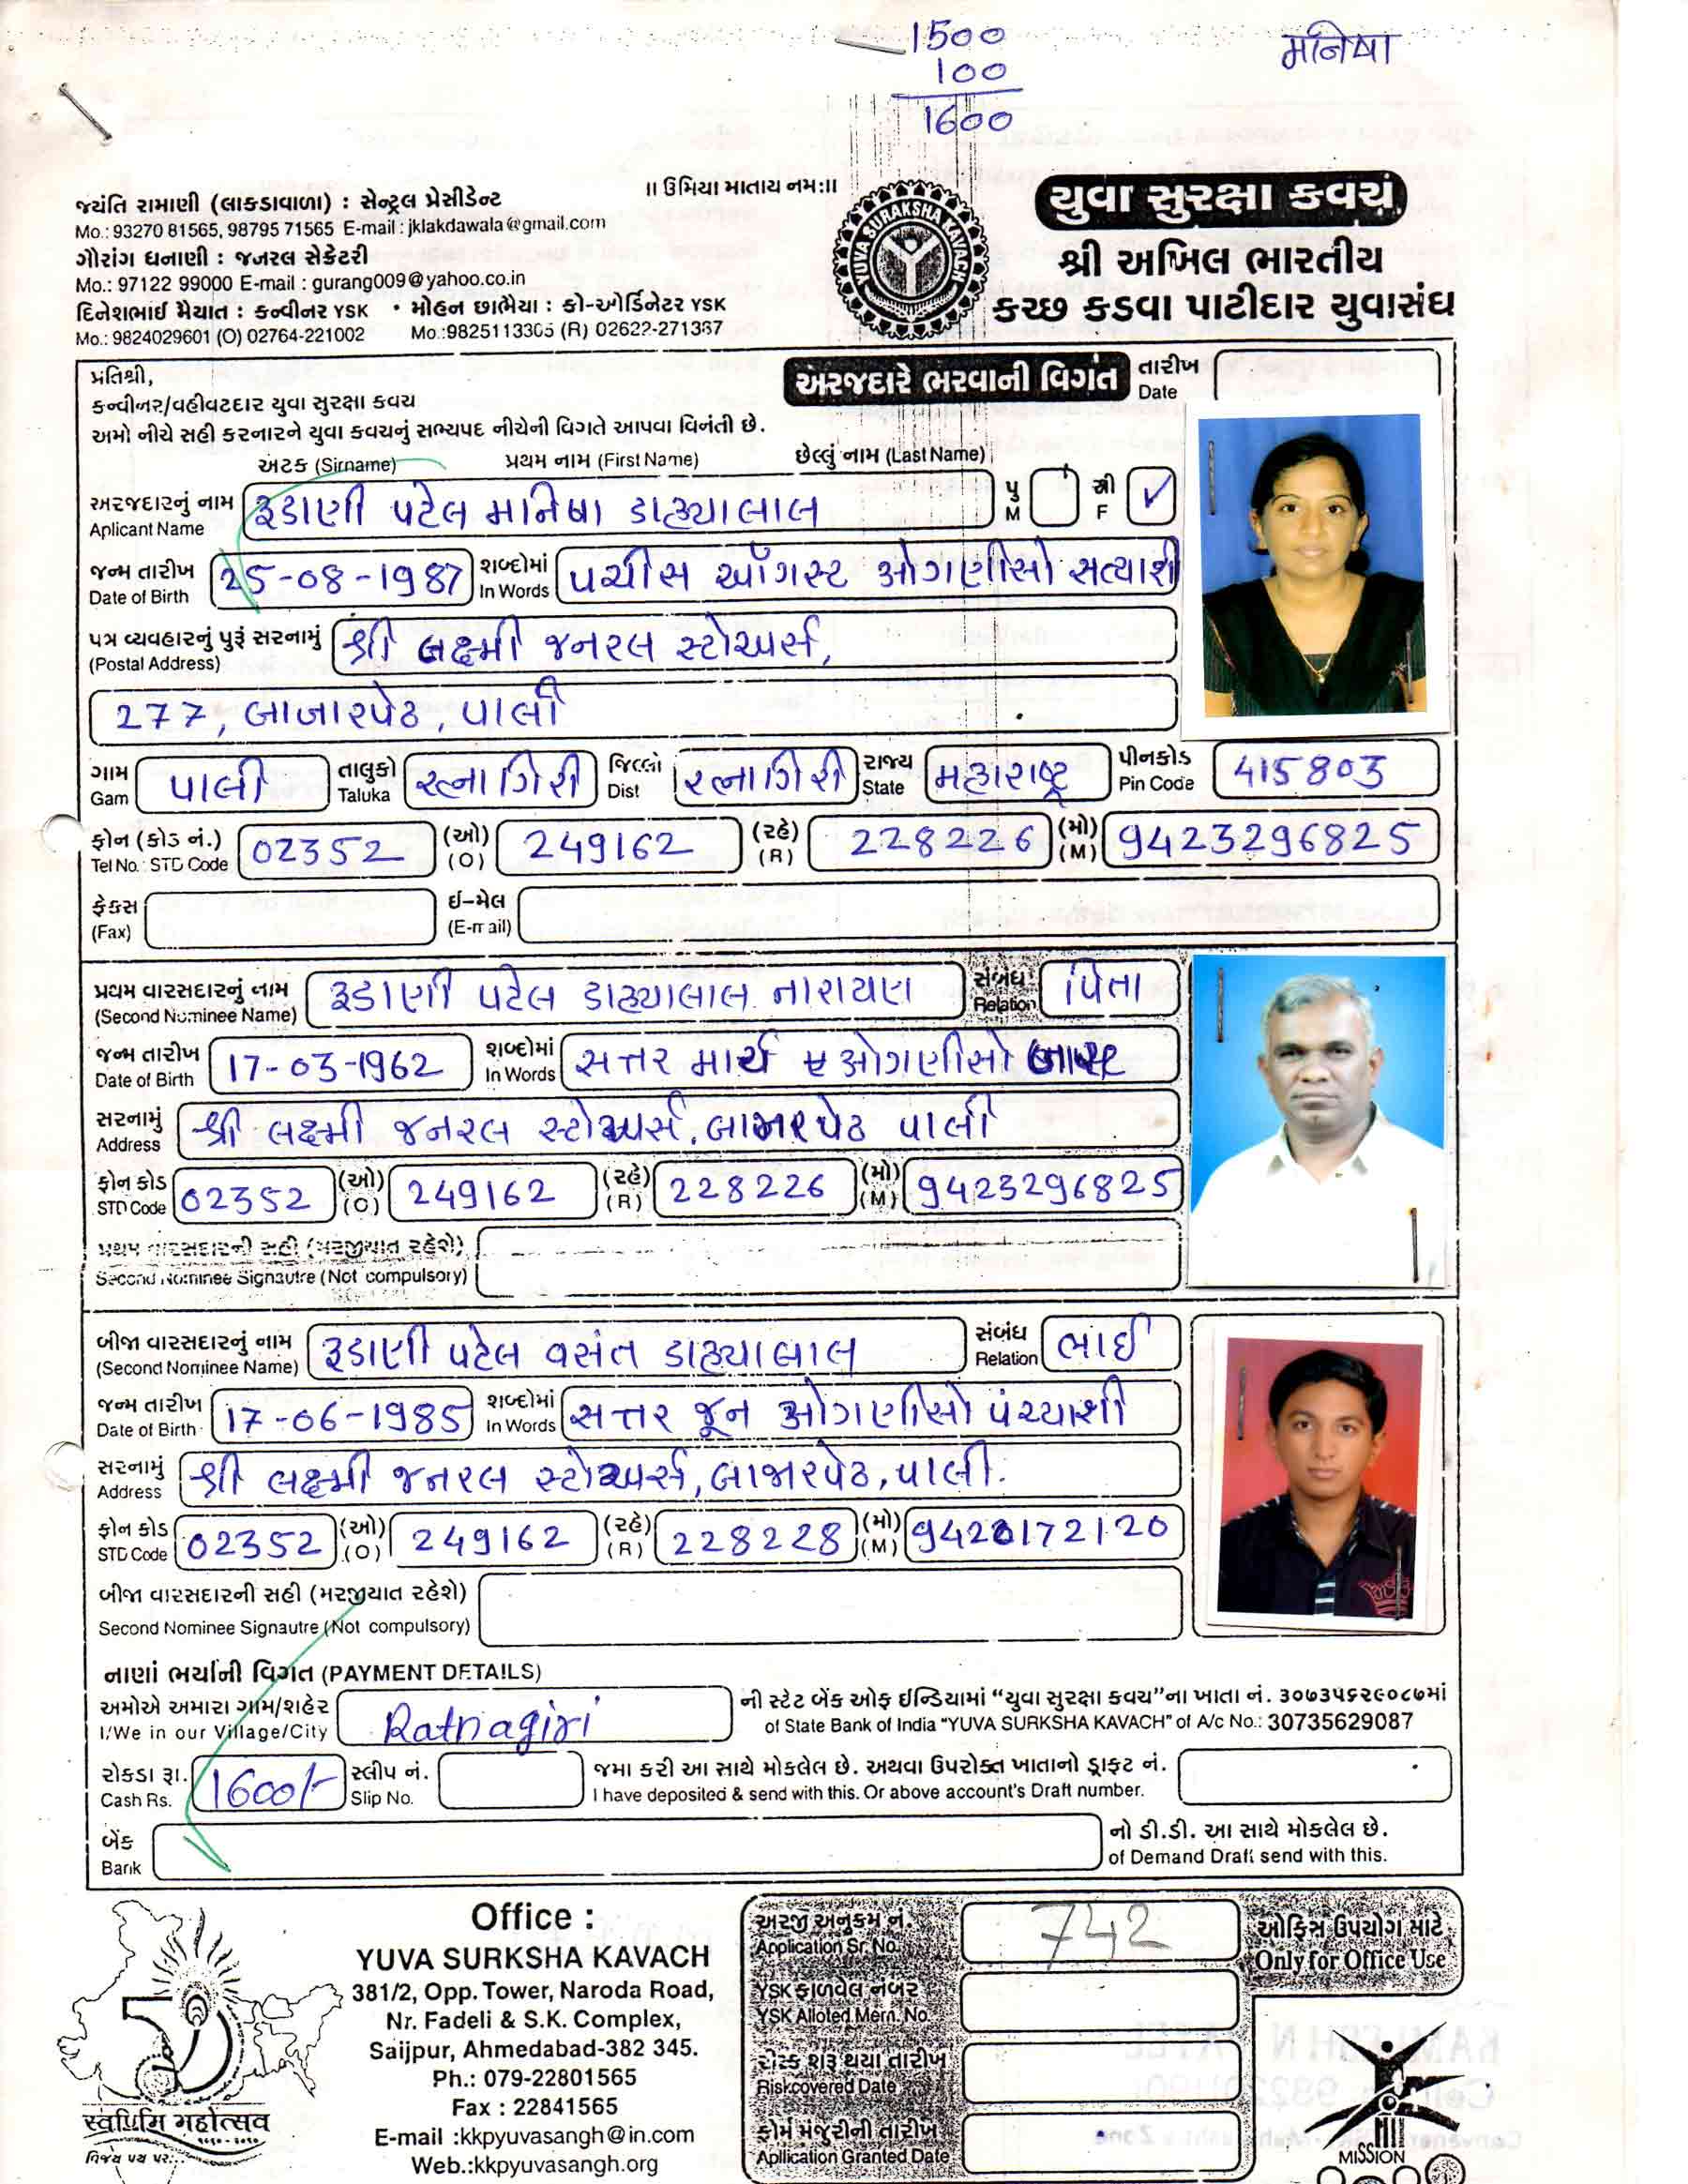 1500
100
1600
મનિષા
॥ ઉમિયા માતાય નમ:॥
જયંતિ રામાણી (લાકડાવાળા) : સેન્ટ્રલ પ્રેસીડેન્ટ
Mo.: 93270 81565, 98795 71565 E-mail : jklakdawala@gmail.com
ગૌરાંગ ધનાણી : જનરલ સેક્રેટરી
Mo.: 97122 99000 E-mail : gurang009@yahoo.co.in
દિનેશભાઈ મૈયાત : કન્વીનર YSK • મોહન છાભૈયા : કો-ઓર્ડિનેટર YSK
Mo.: 9824029601 (O) 02764-221002 Mo.:9825113305 (R) 02622-271367
YUVA SURAKSHA KAVACH
યુવા સુરક્ષા કવચ
શ્રી અખિલ ભારતીય
કચ્છ કડવા પાટીદાર યુવાસંઘ
પ્રતિશ્રી,
અરજદારે ભરવાની વિગત
તારીખ
Date
કન્વીનર/વહીવટદાર યુવા સુરક્ષા કવચ
અમો નીચે સહી કરનારને યુવા કવચનું સભ્યપદ નીચેની વિગતે આપવા વિનંતી છે.
અટક (Sirname) પ્રથમ નામ (First Name) છેલ્લું નામ (Last Name)
અરજદારનું નામ રૂડાણી પટેલ મનિષા ડાહ્યાલાલ પુ સ્ત્રી ✓
Aplicant Name M F
જન્મ તારીખ 25-08-1987 શબ્દોમાં પચીસ ઑગસ્ટ ઓગણીસો સત્યાશી
Date of Birth In Words
પત્ર વ્યવહારનું પુરૂં સરનામું શ્રી લક્ષ્મી જનરલ સ્ટોઅર્સ,
(Postal Address)
277, બાજારપેઠ, પાલી
ગામ પાલી તાલુકો રત્નાગિરી જિલ્લો રત્નાગિરી રાજ્ય મહારાષ્ટ્ર પીનકોડ 415803
Gam Taluka Dist State Pin Code
ફોન (કોડ નં.) 02352 (ઓ) 249162 (રહે) 228226 (મો) 9423296825
Tel No. STD Code (O) (R) (M)
ફેક્સ ઈ-મેલ
(Fax) (E-mail)
પ્રથમ વારસદારનું નામ રૂડાણી પટેલ ડાહ્યાલાલ નારાયણ સંબંધ પિતા
(Second Nominee Name) Relation
જન્મ તારીખ 17-03-1962 શબ્દોમાં સત્તર માર્ચ ઓગણીસો
Date of Birth In Words
સરનામું શ્રી લક્ષ્મી જનરલ સ્ટોઅર્સ, બાજારપેઠ પાલી
Address
ફોન કોડ 02352 (ઓ) 249162 (રહે) 228226 (મો) 9423296825
STD Code (O) (R) (M)
પ્રથમ વારસદારની સહી (મરજીયાત રહેશે)
Second Nominee Signautre (Not compulsory)
બીજા વારસદારનું નામ રૂડાણી પટેલ વસંત ડાહ્યાલાલ સંબંધ ભાઈ
(Second Nominee Name) Relation
જન્મ તારીખ 17-06-1985 શબ્દોમાં સત્તર જૂન ઓગણીસો પંચ્યાશી
Date of Birth In Words
સરનામું શ્રી લક્ષ્મી જનરલ સ્ટોઅર્સ, બાજારપેઠ, પાલી.
Address
ફોન કોડ 02352 (ઓ) 249162 (રહે) 228228 (મો) 9420172120
STD Code (O) (R) (M)
બીજા વારસદારની સહી (મરજીયાત રહેશે)
Second Nominee Signautre (Not compulsory)
નાણાં ભર્યાની વિગત (PAYMENT DETAILS)
અમોએ અમારા ગામ/શહેર Ratnagiri ની સ્ટેટ બેંક ઓફ ઈન્ડિયામાં "યુવા સુરક્ષા કવચ"ના ખાતા નં. ૩૦૭૩૫૬૨૯૦૮૭માં
I/We in our Village/City of State Bank of India "YUVA SURKSHA KAVACH" of A/c No.: 30735629087
રોકડા રૂા. 1600/- સ્લીપ નં. જમા કરી આ સાથે મોકલેલ છે. અથવા ઉપરોક્ત ખાતાનો ડ્રાફ્ટ નં.
Cash Rs. Slip No. I have deposited & send with this. Or above account's Draft number.
બેંક નો ડી.ડી. આ સાથે મોકલેલ છે.
Bank of Demand Draft send with this.
50
સ્વર્ણિમ મહોત્સવ
વિજય પથ પર...
Office :
YUVA SURKSHA KAVACH
381/2, Opp. Tower, Naroda Road,
Nr. Fadeli & S.K. Complex,
Saijpur, Ahmedabad-382 345.
Ph.: 079-22801565
Fax : 22841565
E-mail :kkpyuvasangh@in.com
Web.:kkpyuvasangh.org
અરજી અનુક્રમ નં. 742
Application Sr. No.
YSK ફાળવેલ નંબર
YSK Alloted Mem. No.
રીસ્ક શરૂ થયા તારીખ
Risk covered Date
ફોર્મ મંજુરીની તારીખ
Apllication Granted Date
ઓફિસ ઉપયોગ માટે
Only for Office Use
MISSION